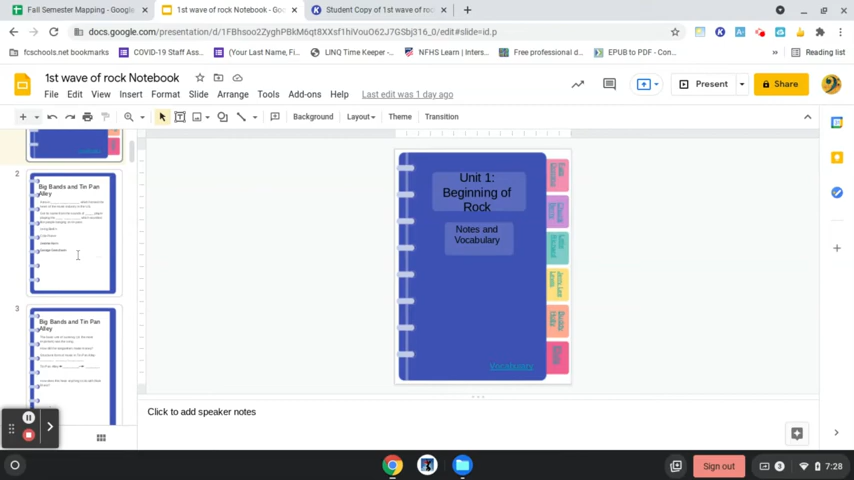 Fall Semester Mapping - Google
1st wave of rock Notebook - Goo
Student Copy of 1st wave of roc
docs.google.com/presentation/d/1FBhsoo2ZyghPBkM6qt8XXsf1hiVouO62J7GSbj316_0/edit#slide=id.p
fcschools.net bookmarks
COVID-19 Staff Ass...
(Your Last Name, Fi...
LINQ Time Keeper -...
NFHS Learn | Inters...
Free professional d...
EPUB to PDF - Con...
»
Reading list
1st wave of rock Notebook
File Edit View Insert Format Slide Arrange Tools Add-ons Help Last edit was 1 day ago
Present
Share
Background Layout Theme Transition
2
Big Bands and Tin Pan
Alley
3
Big Bands and Tin Pan
Alley
Unit 1:
Beginning of
Rock
Notes and
Vocabulary
Vocabulary
Click to add speaker notes
Sign out
3
7:28